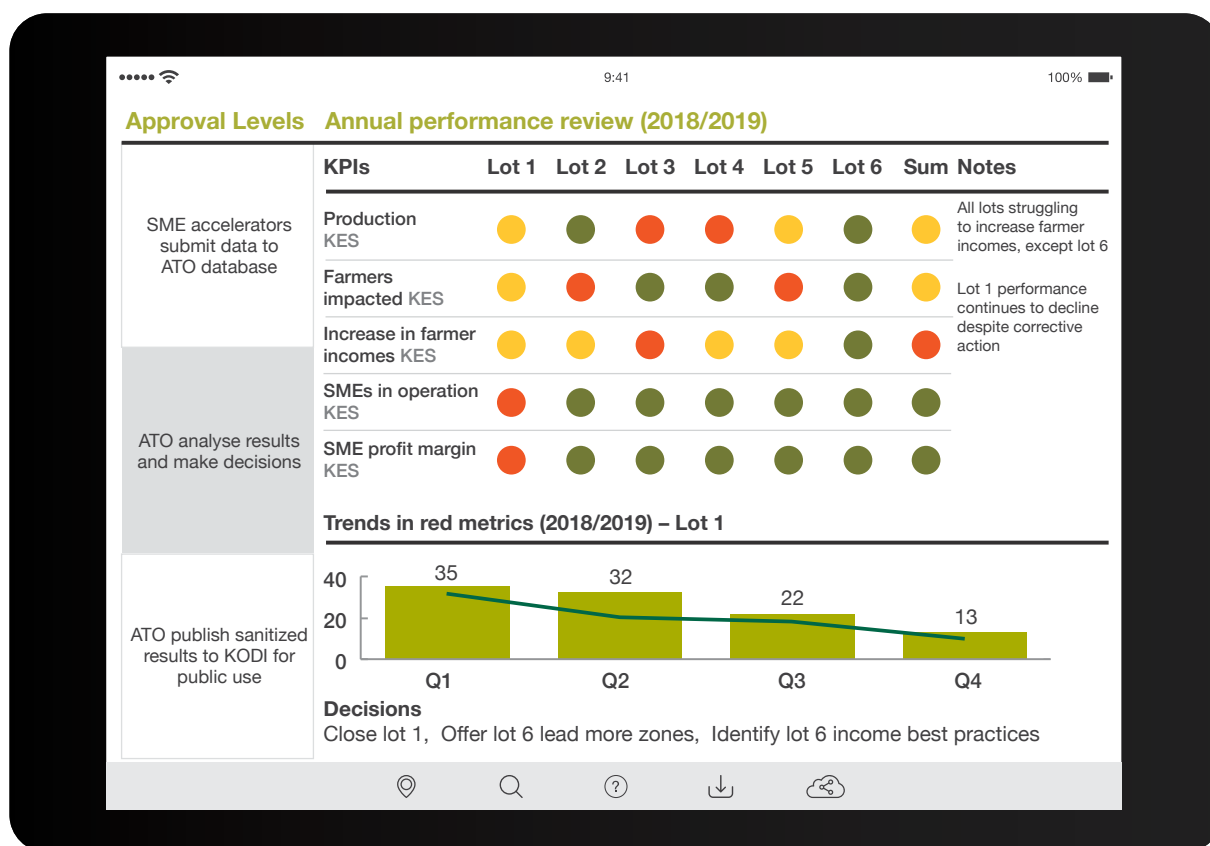 9:41
100%
Approval Levels
Annual performance review (2018/2019)
SME accelerators
submit data to
ATO database
ATO analyse results
and make decisions
ATO publish sanitized
results to KODI for
public use
KPIs Lot 1 Lot 2 Lot 3 Lot 4 Lot 5 Lot 6 Sum Notes
Production
KES
Farmers
impacted KES
Increase in farmer
incomes KES
SMEs in operation
KES
SME profit margin
KES
All lots struggling
to increase farmer
incomes, except lot 6
Lot 1 performance
continues to decline
despite corrective
action
Trends in red metrics (2018/2019) – Lot 1
40
20
0
35
32
22
13
Q1 Q2 Q3 Q4
Decisions
Close lot 1, Offer lot 6 lead more zones, Identify lot 6 income best practices
?